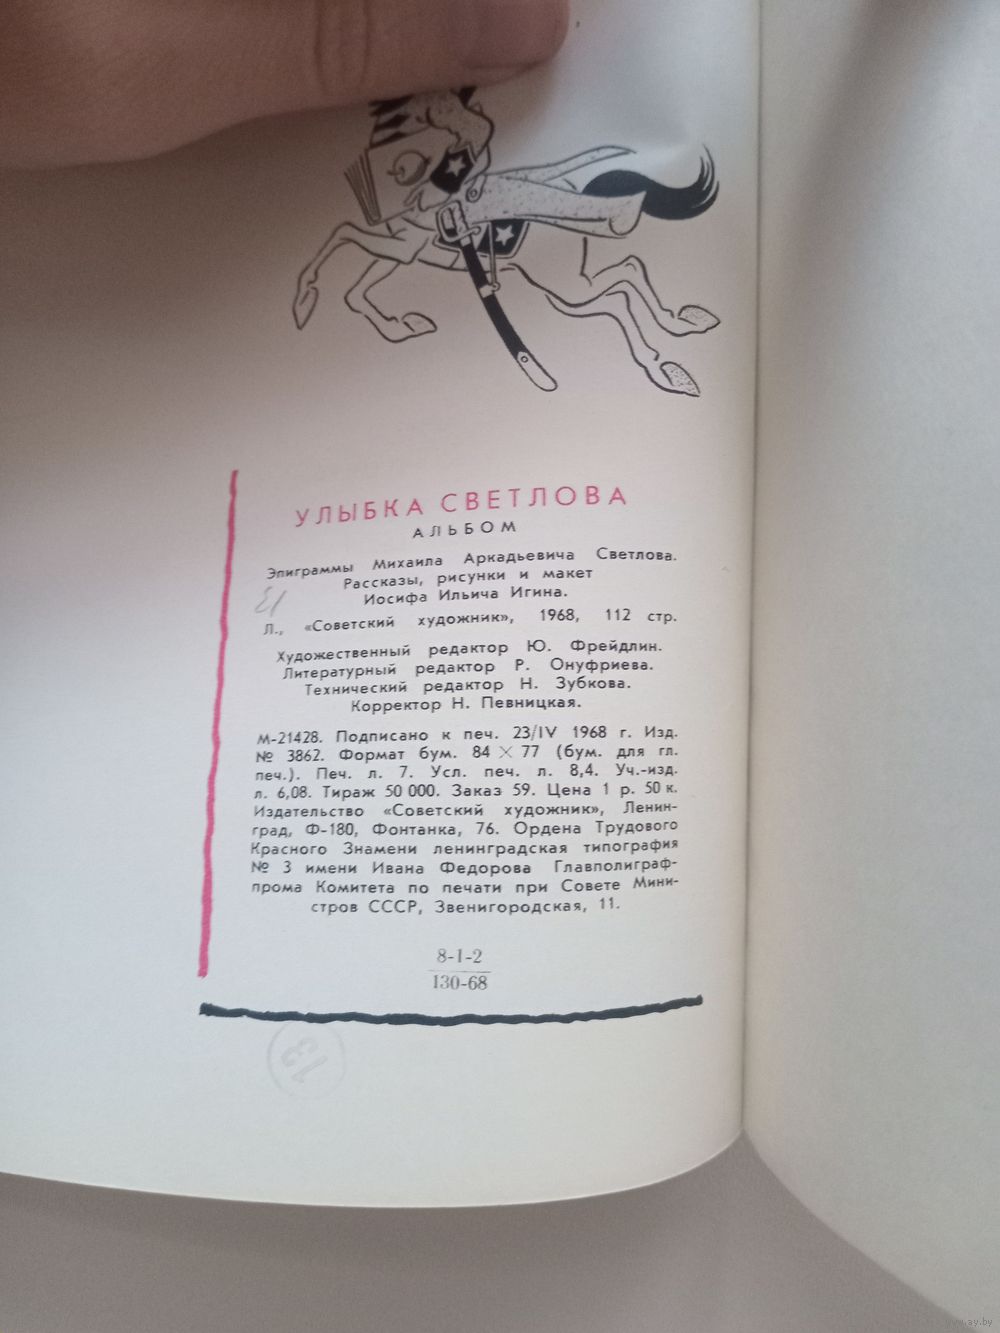 УЛЫБКА СВЕТЛОВА
АЛЬБОМ
Эпиграммы Михаила Аркадьевича Светлова.
Рассказы, рисунки и макет
Иосифа Ильича Игина.
Л., «Советский художник», 1968, 112 стр.
Художественный редактор Ю. Фрейдлин.
Литературный редактор Р. Онуфриева.
Технический редактор Н. Зубкова.
Корректор Н. Певницкая.
М-21428. Подписано к печ. 23/IV 1968 г. Изд.
№ 3862. Формат бум. 84 × 77 (бум. для гл.
печ.). Печ. л. 7. Усл. печ. л. 8,4. Уч.-изд.
л. 6,08. Тираж 50 000. Заказ 59. Цена 1 р. 50 к.
Издательство «Советский художник», Ленин-
град, Ф-180, Фонтанка, 76. Ордена Трудового
Красного Знамени ленинградская типография
№ 3 имени Ивана Федорова Главполиграф-
прома Комитета по печати при Совете Мини-
стров СССР, Звенигородская, 11.
8-1-2
130-68
13
www.ay.by